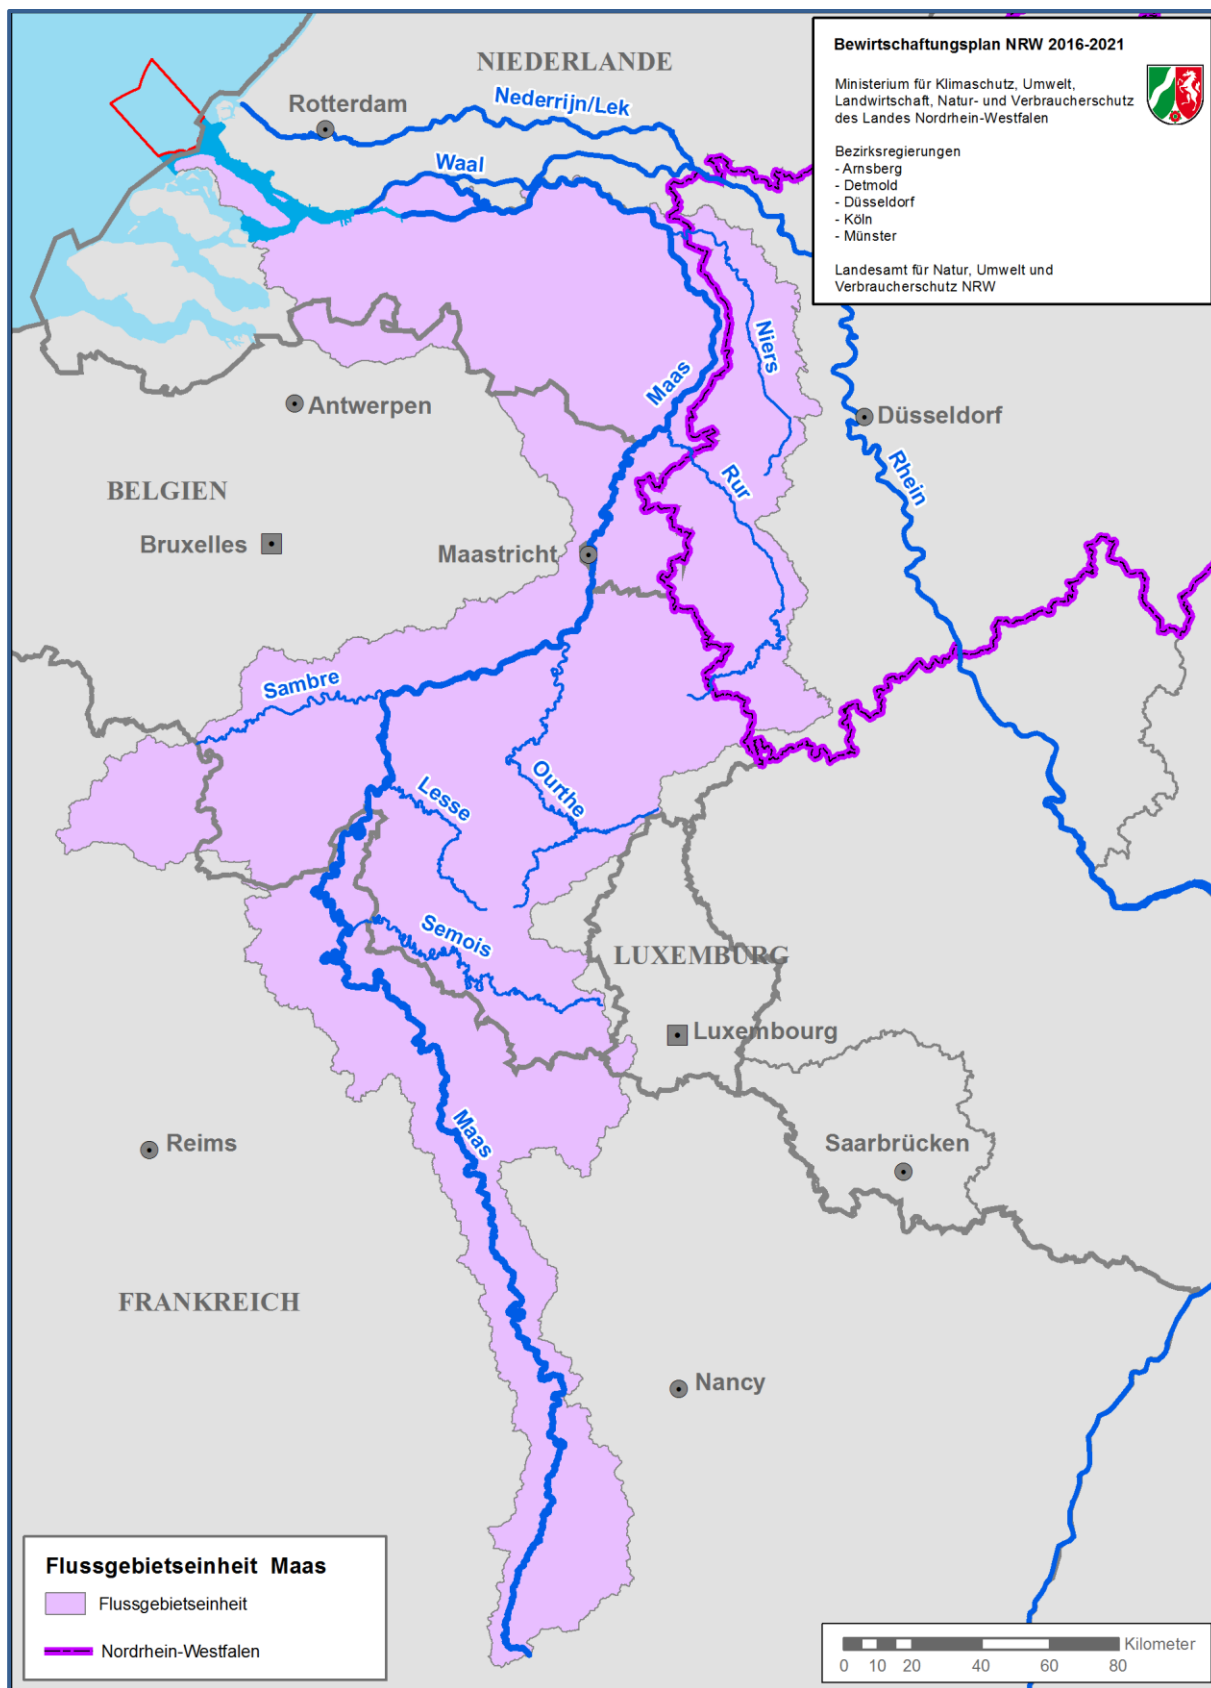 NIEDERLANDE
Rotterdam
Nederrijn/Lek
Waal
Bewirtschaftungsplan NRW 2016-2021
Ministerium für Klimaschutz, Umwelt,
Landwirtschaft, Natur- und Verbraucherschutz
des Landes Nordrhein-Westfalen
Bezirksregierungen
- Arnsberg
- Detmold
- Düsseldorf
- Köln
- Münster
Landesamt für Natur, Umwelt und
Verbraucherschutz NRW
Niers
Maas
Antwerpen
Düsseldorf
Rhein
Rur
BELGIEN
Bruxelles
Maastricht
Sambre
Lesse
Ourthe
Semois
LUXEMBURG
Luxembourg
Maas
Reims
Saarbrücken
FRANKREICH
Nancy
Flussgebietseinheit Maas
Flussgebietseinheit
Nordrhein-Westfalen
Kilometer
0 10 20 40 60 80